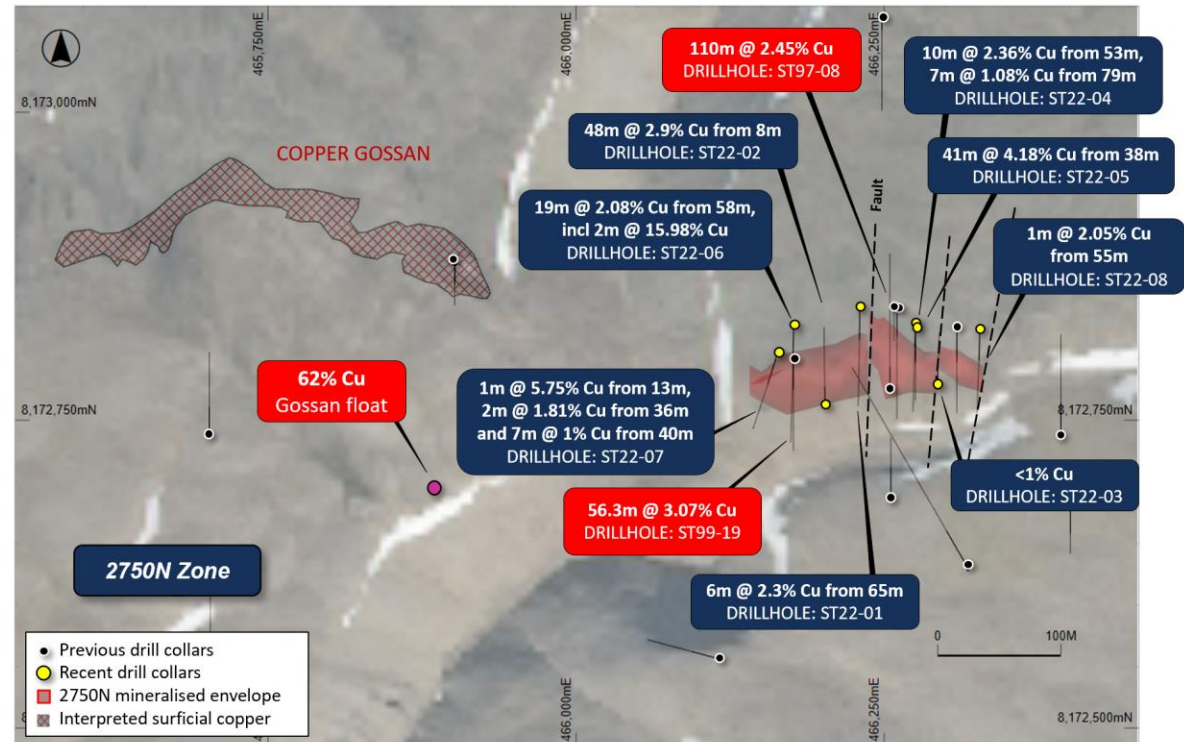 465,750mE
466,000mE
466,250mE
8,173,000mN
COPPER GOSSAN
110m @ 2.45% Cu
DRILLHOLE: ST97-08
10m @ 2.36% Cu from 53m,
7m @ 1.08% Cu from 79m
DRILLHOLE: ST22-04
48m @ 2.9% Cu from 8m
DRILLHOLE: ST22-02
41m @ 4.18% Cu from 38m
DRILLHOLE: ST22-05
19m @ 2.08% Cu from 58m,
incl 2m @ 15.98% Cu
DRILLHOLE: ST22-06
Fault
1m @ 2.05% Cu
from 55m
DRILLHOLE: ST22-08
62% Cu
Gossan float
1m @ 5.75% Cu from 13m,
2m @ 1.81% Cu from 36m
and 7m @ 1% Cu from 40m
DRILLHOLE: ST22-07
8,172,750mN
8,172,750mN
56.3m @ 3.07% Cu
DRILLHOLE: ST99-19
<1% Cu
DRILLHOLE: ST22-03
2750N Zone
6m @ 2.3% Cu from 65m
DRILLHOLE: ST22-01
0 100M
Previous drill collars
Recent drill collars
2750N mineralised envelope
Interpreted surficial copper
466,000mE
466,250mE
8,172,500mN